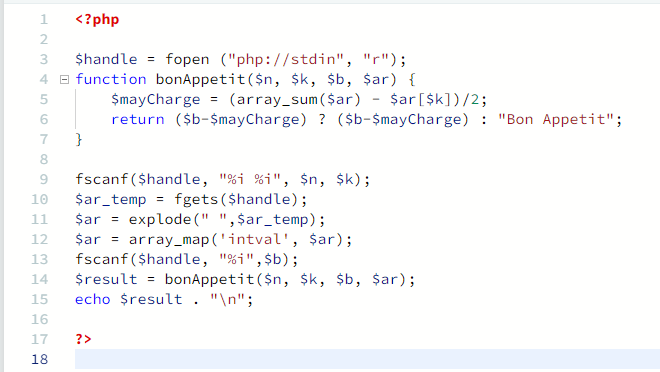 1 <?php
2
3 $handle = fopen ("php://stdin", "r");
4 function bonAppetit($n, $k, $b, $ar) {
5 $mayCharge = (array_sum($ar) - $ar[$k])/2;
6 return ($b-$mayCharge) ? ($b-$mayCharge) : "Bon Appetit";
7 }
8
9 fscanf($handle, "%i %i", $n, $k);
10 $ar_temp = fgets($handle);
11 $ar = explode(" ",$ar_temp);
12 $ar = array_map('intval', $ar);
13 fscanf($handle, "%i",$b);
14 $result = bonAppetit($n, $k, $b, $ar);
15 echo $result . "\n";
16
17 ?>
18